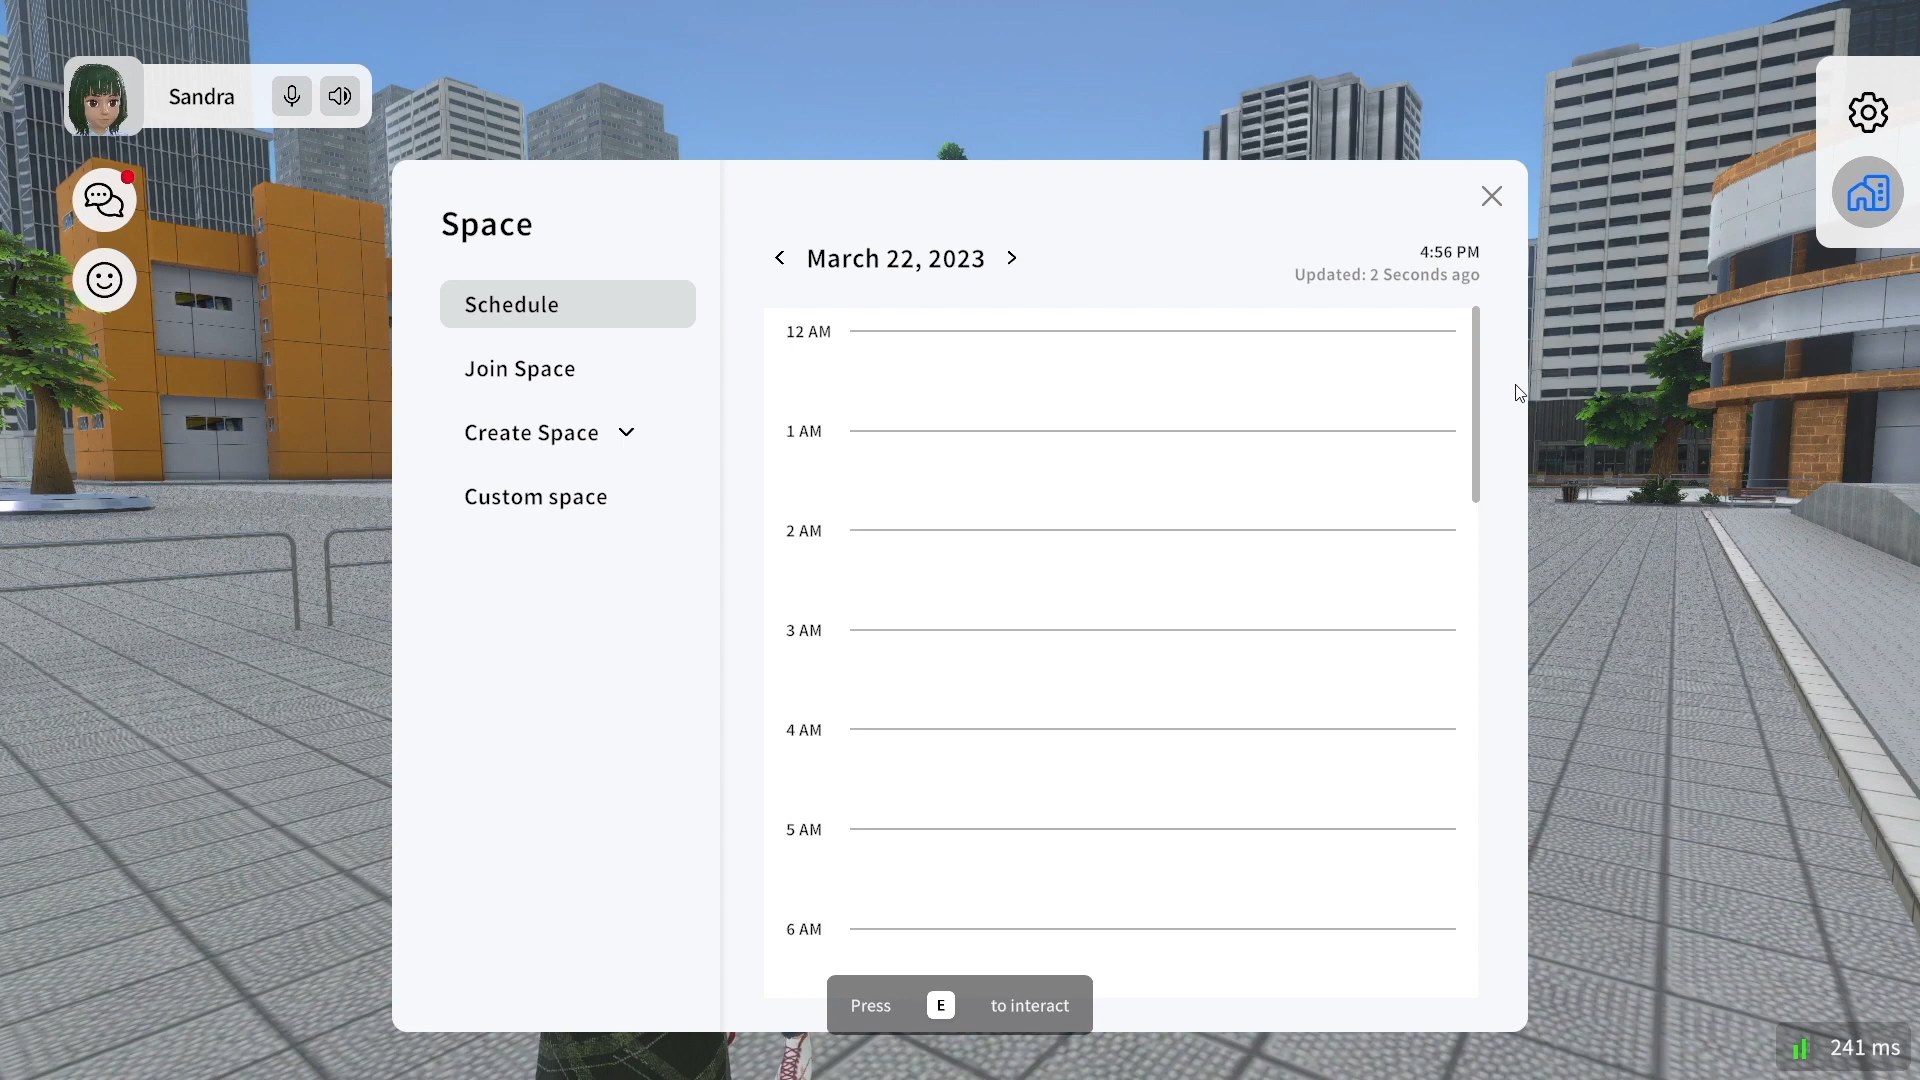 Sandra
Space
Schedule
Join Space
Create Space
Custom space
March 22, 2023
4:56 PM
Updated: 2 Seconds ago
12 AM
1 AM
2 AM
3 AM
4 AM
5 AM
6 AM
Press E to interact
241 ms